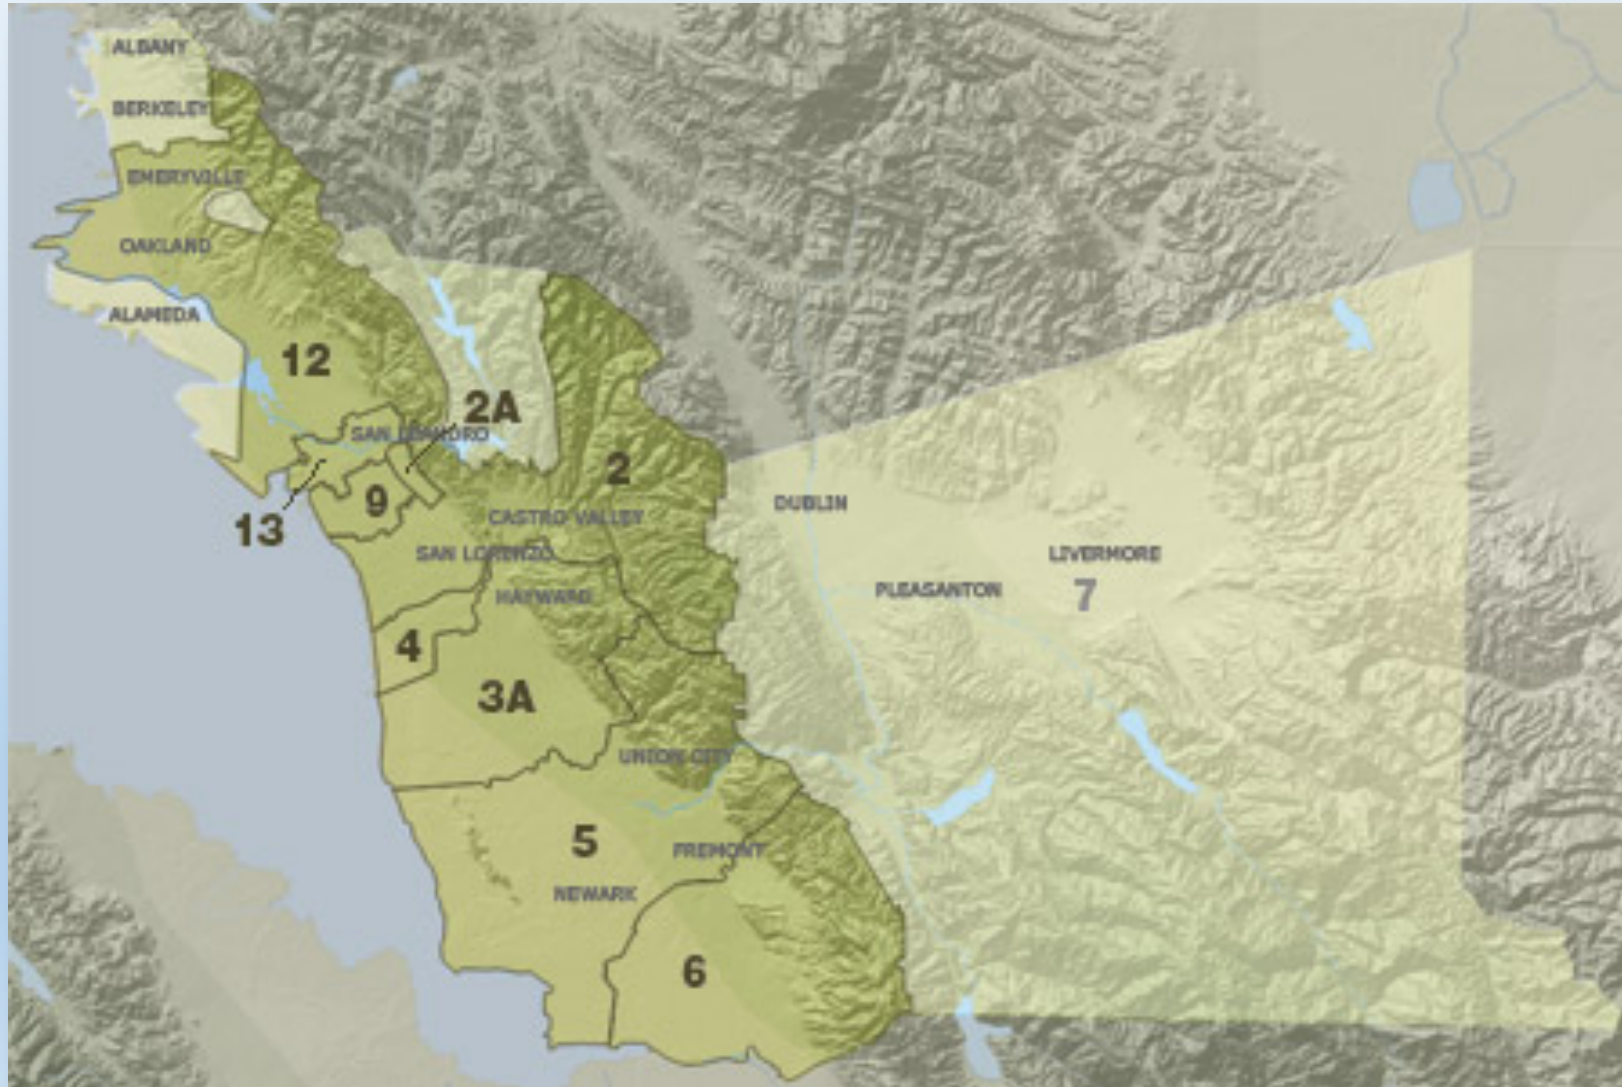 ALBANY
BERKELEY
EMERYVILLE
OAKLAND
ALAMEDA
12
2A
SAN LEANDRO
2
9
13
DUBLIN
CASTRO VALLEY
SAN LORENZO
LIVERMORE
HAYWARD
PLEASANTON
7
4
3A
UNION CITY
5
FREMONT
NEWARK
6